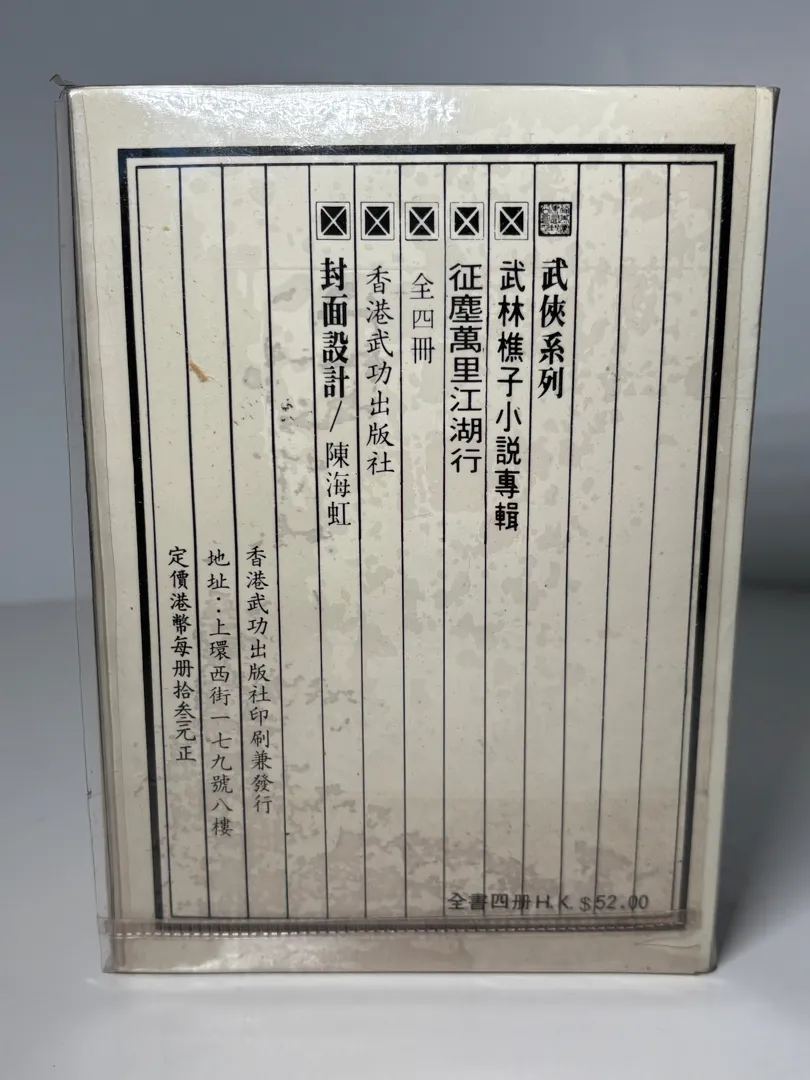 武俠系列
武林樵子小説專輯
征塵萬里江湖行
全四冊
香港武功出版社
封面設計/陳海虹
香港武功出版社印刷兼發行
地址：上環西街一七九號八樓
定價港幣每册拾叁元正
全書四册H.K.$52.00